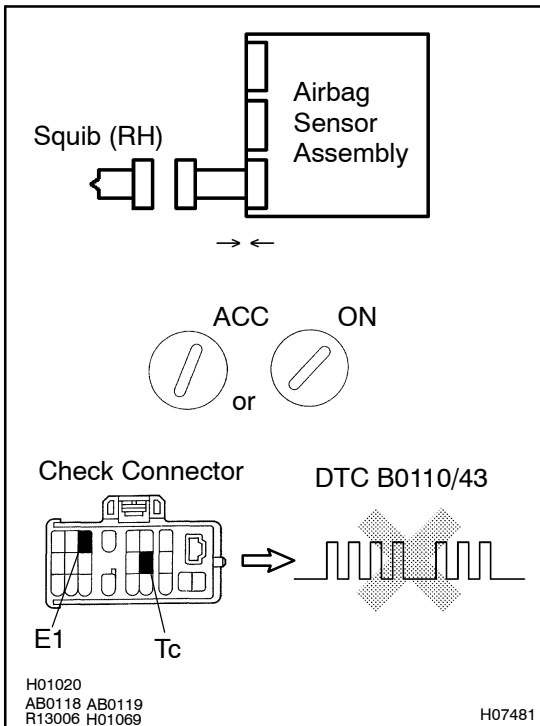 Airbag
Sensor
Assembly
Squib (RH)
ACC
ON
or
Check Connector
DTC B0110/43
E1
Tc
H01020
AB0118 AB0119
R13006 H01069
H07481